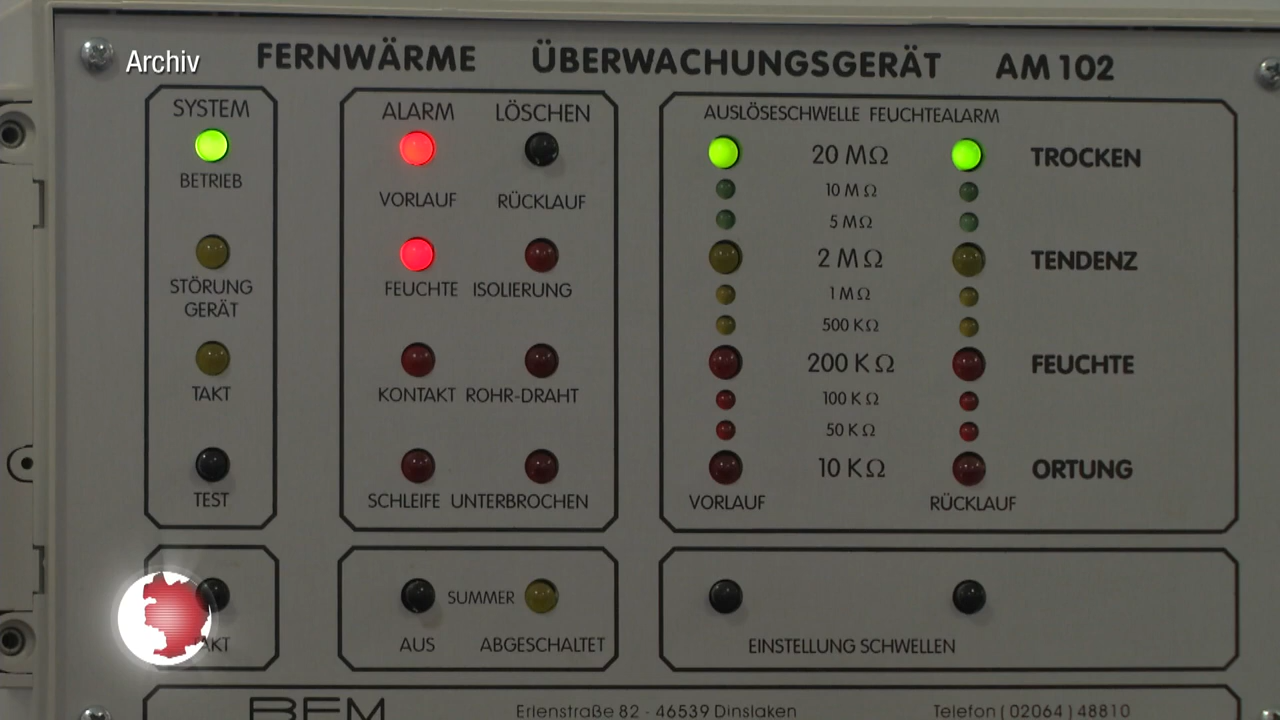 Archiv
FERNWÄRME ÜBERWACHUNGSGERÄT AM 102
SYSTEM
BETRIEB
STÖRUNG
GERÄT
TAKT
TEST
ALARM LÖSCHEN
VORLAUF RÜCKLAUF
FEUCHTE ISOLIERUNG
KONTAKT ROHR-DRAHT
SCHLEIFE UNTERBROCHEN
AUSLÖSESCHWELLE FEUCHTEALARM
20 MΩ TROCKEN
10 MΩ
5 MΩ
2 MΩ TENDENZ
1 MΩ
500 KΩ
200 KΩ FEUCHTE
100 KΩ
50 KΩ
10 KΩ ORTUNG
VORLAUF RÜCKLAUF
TAKT
SUMMER
AUS ABGESCHALTET
EINSTELLUNG SCHWELLEN
Erlenstraße 82 - 46539 Dinslaken Telefon ( 02064 ) 48810